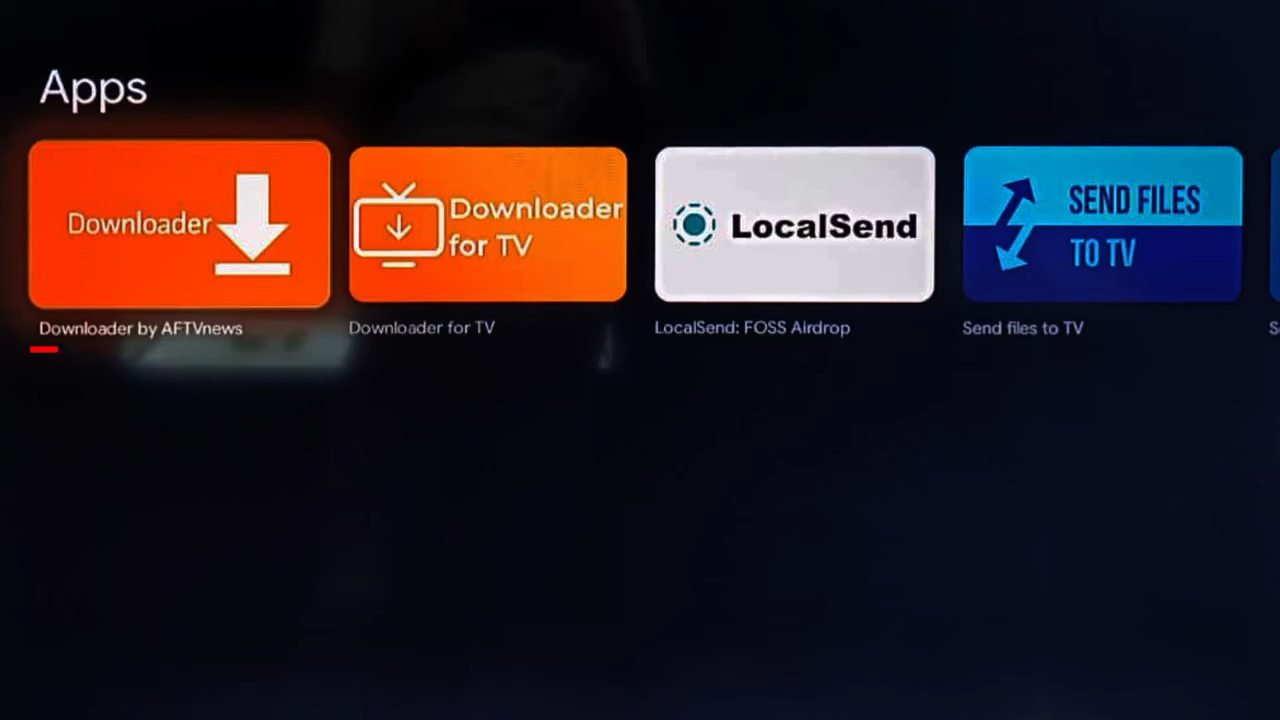 Apps
Downloader
Downloader
for TV
LocalSend
SEND FILES
TO TV
Downloader by AFTVnews
Downloader for TV
LocalSend: FOSS Airdrop
Send files to TV